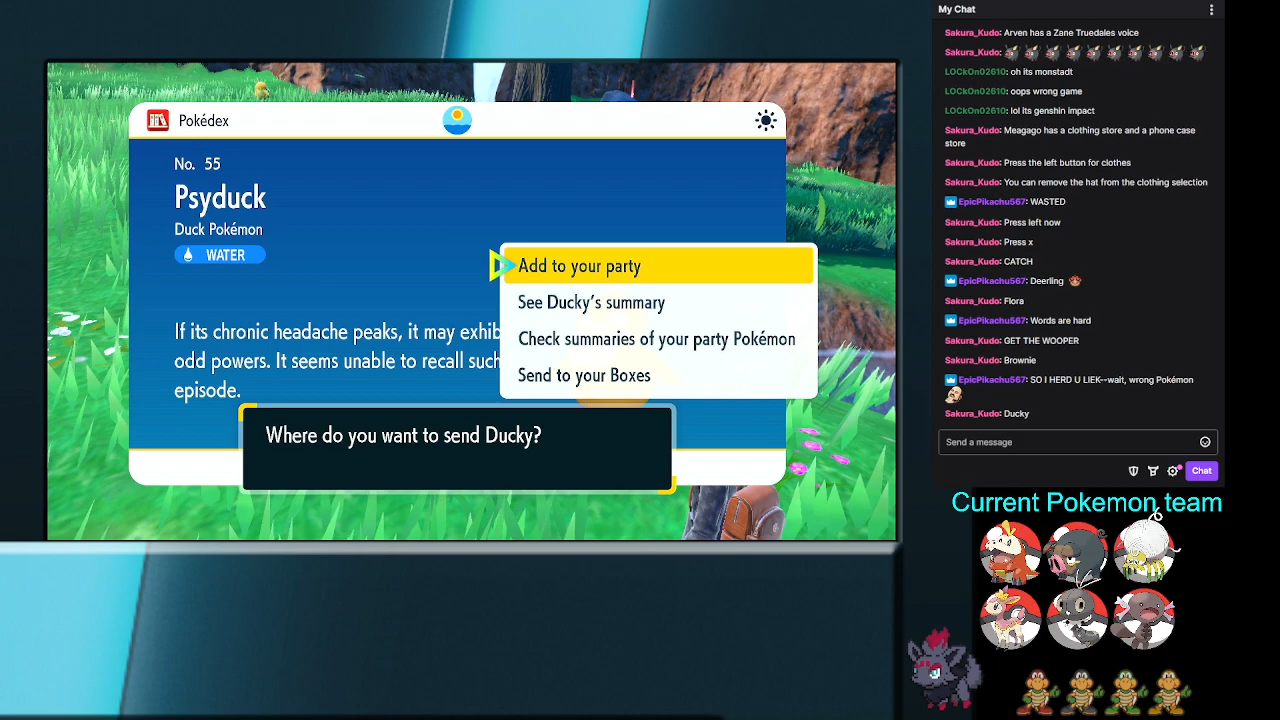 Pokédex
No. 55
Psyduck
Duck Pokémon
WATER
If its chronic headache peaks, it may exhib
odd powers. It seems unable to recall such
episode.
Add to your party
See Ducky's summary
Check summaries of your party Pokémon
Send to your Boxes
Where do you want to send Ducky?
My Chat
Sakura_Kudo: Arven has a Zane Truedales voice
Sakura_Kudo:
LOCkOn02610: oh its monstadt
LOCkOn02610: oops wrong game
LOCkOn02610: lol its genshin impact
Sakura_Kudo: Meagago has a clothing store and a phone case
store
Sakura_Kudo: Press the left button for clothes
Sakura_Kudo: You can remove the hat from the clothing selection
EpicPikachu567: WASTED
Sakura_Kudo: Press left now
Sakura_Kudo: Press x
Sakura_Kudo: CATCH
EpicPikachu567: Deerling
Sakura_Kudo: Flora
EpicPikachu567: Words are hard
Sakura_Kudo: GET THE WOOPER
Sakura_Kudo: Brownie
EpicPikachu567: SO I HERD U LIEK--wait, wrong Pokémon
Sakura_Kudo: Ducky
Send a message
Chat
Current Pokemon team